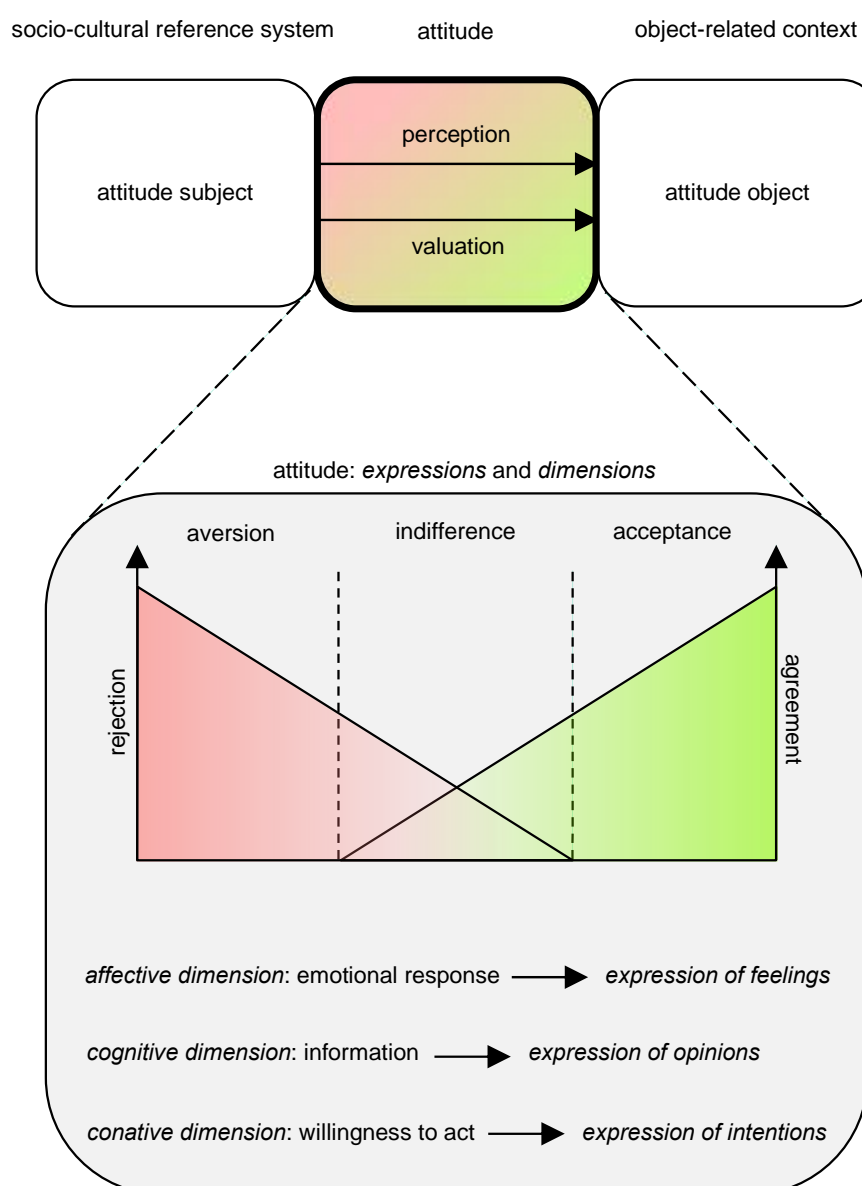 socio-cultural reference system
attitude
object-related context
perception
attitude subject
attitude object
valuation
attitude: expressions and dimensions
aversion
indifference
acceptance
rejection
agreement
affective dimension: emotional response
expression of feelings
cognitive dimension: information
expression of opinions
conative dimension: willingness to act
expression of intentions